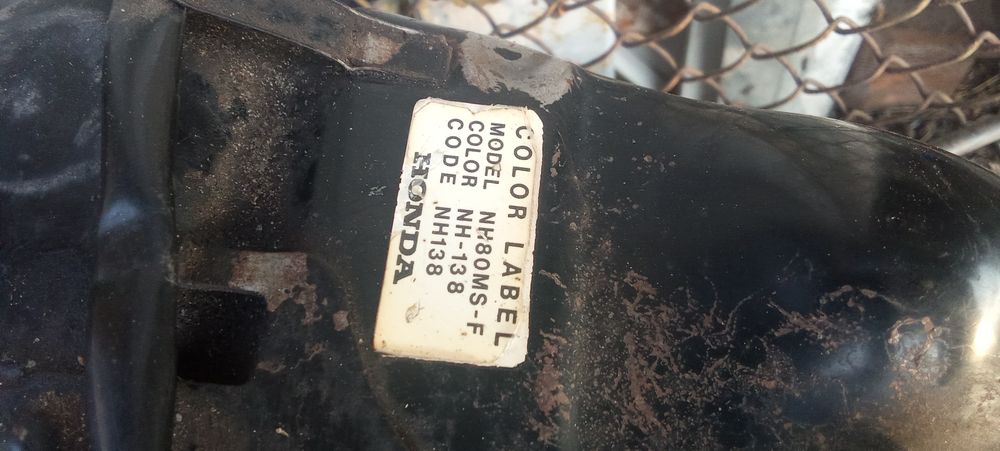 COLOR LABEL
MODEL NH80MS-F
COLOR NH-138
CODE NH138
HONDA